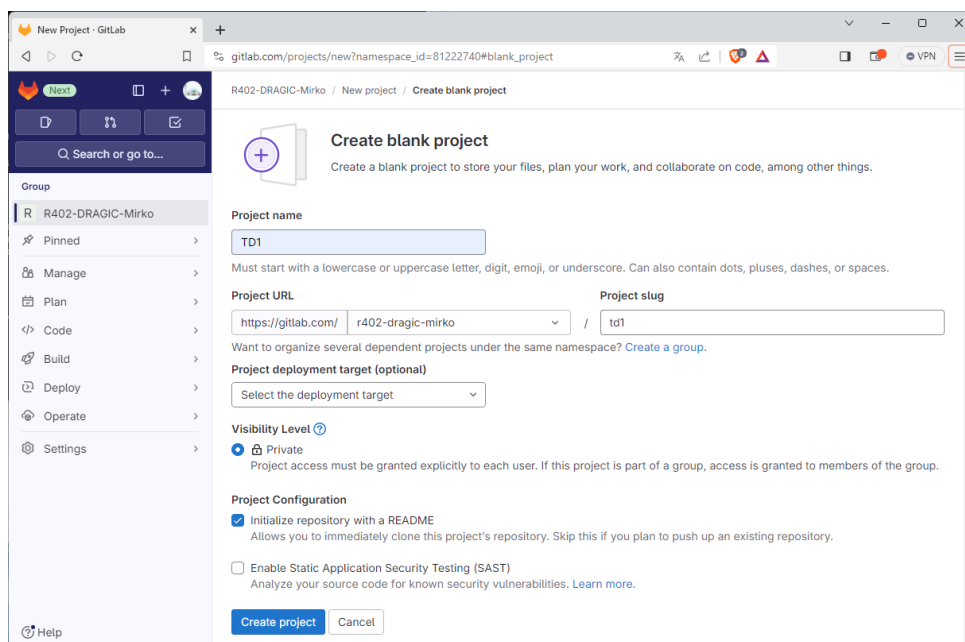 New Project · GitLab
gitlab.com/projects/new?namespace_id=81222740#blank_project
2
VPN
Next
R402-DRAGIC-Mirko / New project / Create blank project
Search or go to...
Group
R R402-DRAGIC-Mirko
Pinned
Manage
Plan
Code
Build
Deploy
Operate
Settings
Help
Create blank project
Create a blank project to store your files, plan your work, and collaborate on code, among other things.
Project name
TD1
Must start with a lowercase or uppercase letter, digit, emoji, or underscore. Can also contain dots, pluses, dashes, or spaces.
Project URL
Project slug
https://gitlab.com/ r402-dragic-mirko / td1
Want to organize several dependent projects under the same namespace? Create a group.
Project deployment target (optional)
Select the deployment target
Visibility Level
Private
Project access must be granted explicitly to each user. If this project is part of a group, access is granted to members of the group.
Project Configuration
Initialize repository with a README
Allows you to immediately clone this project's repository. Skip this if you plan to push up an existing repository.
Enable Static Application Security Testing (SAST)
Analyze your source code for known security vulnerabilities. Learn more.
Create project
Cancel